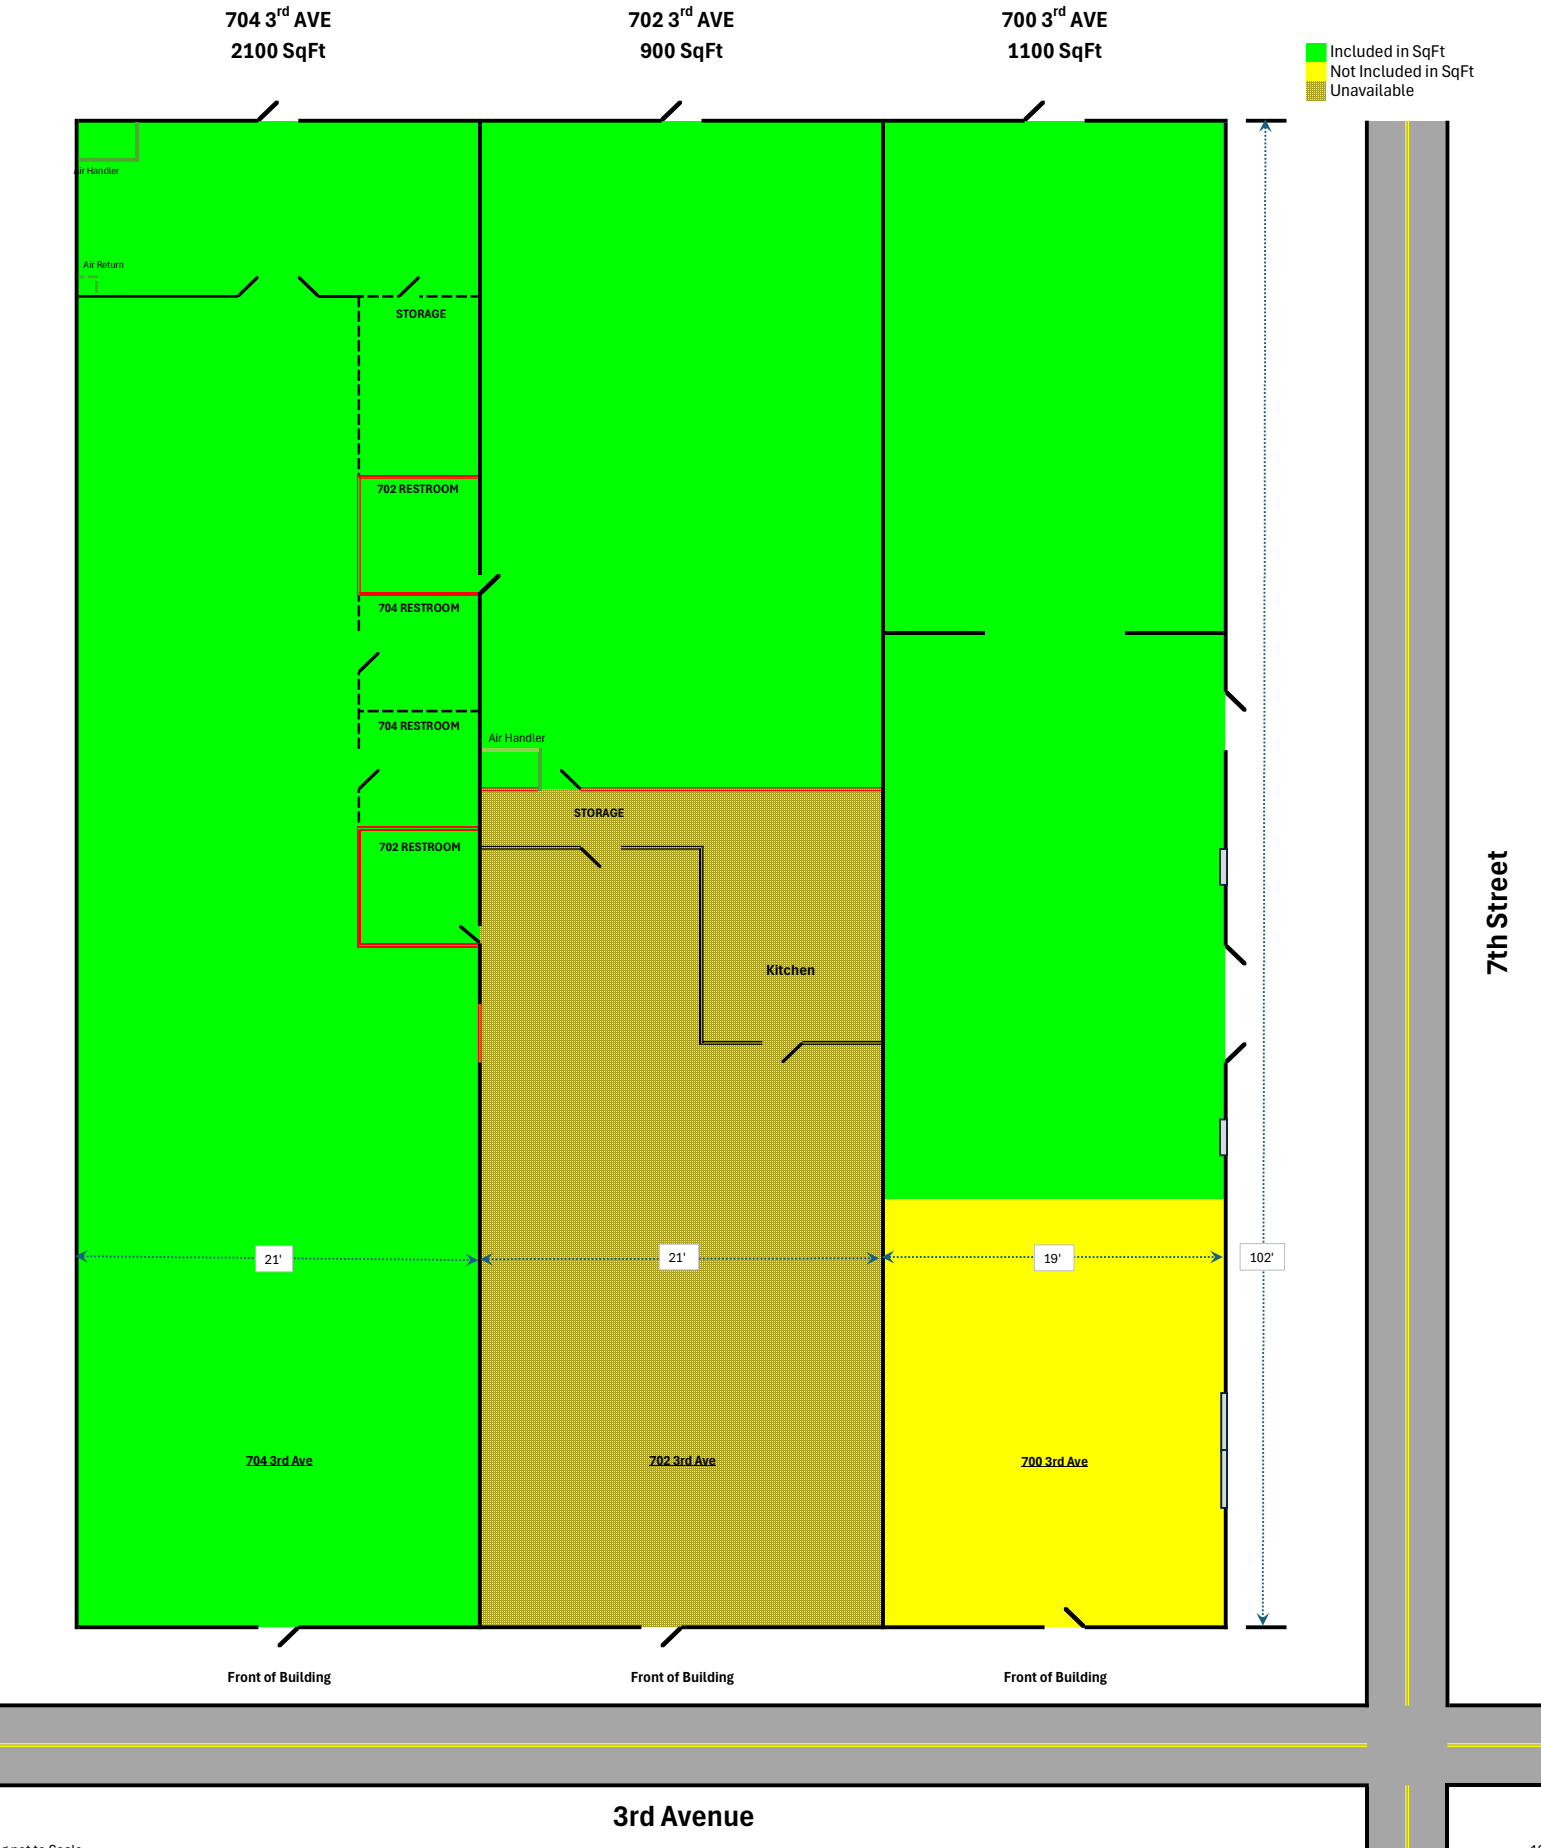 704 3rd AVE
2100 SqFt
702 3rd AVE
900 SqFt
700 3rd AVE
1100 SqFt
Included in SqFt
Not Included in SqFt
Unavailable
Air Handler
Air Return
STORAGE
702 RESTROOM
704 RESTROOM
704 RESTROOM
Air Handler
STORAGE
702 RESTROOM
Kitchen
7th Street
21'
21'
19'
102'
704 3rd Ave
702 3rd Ave
700 3rd Ave
Front of Building
Front of Building
Front of Building
3rd Avenue